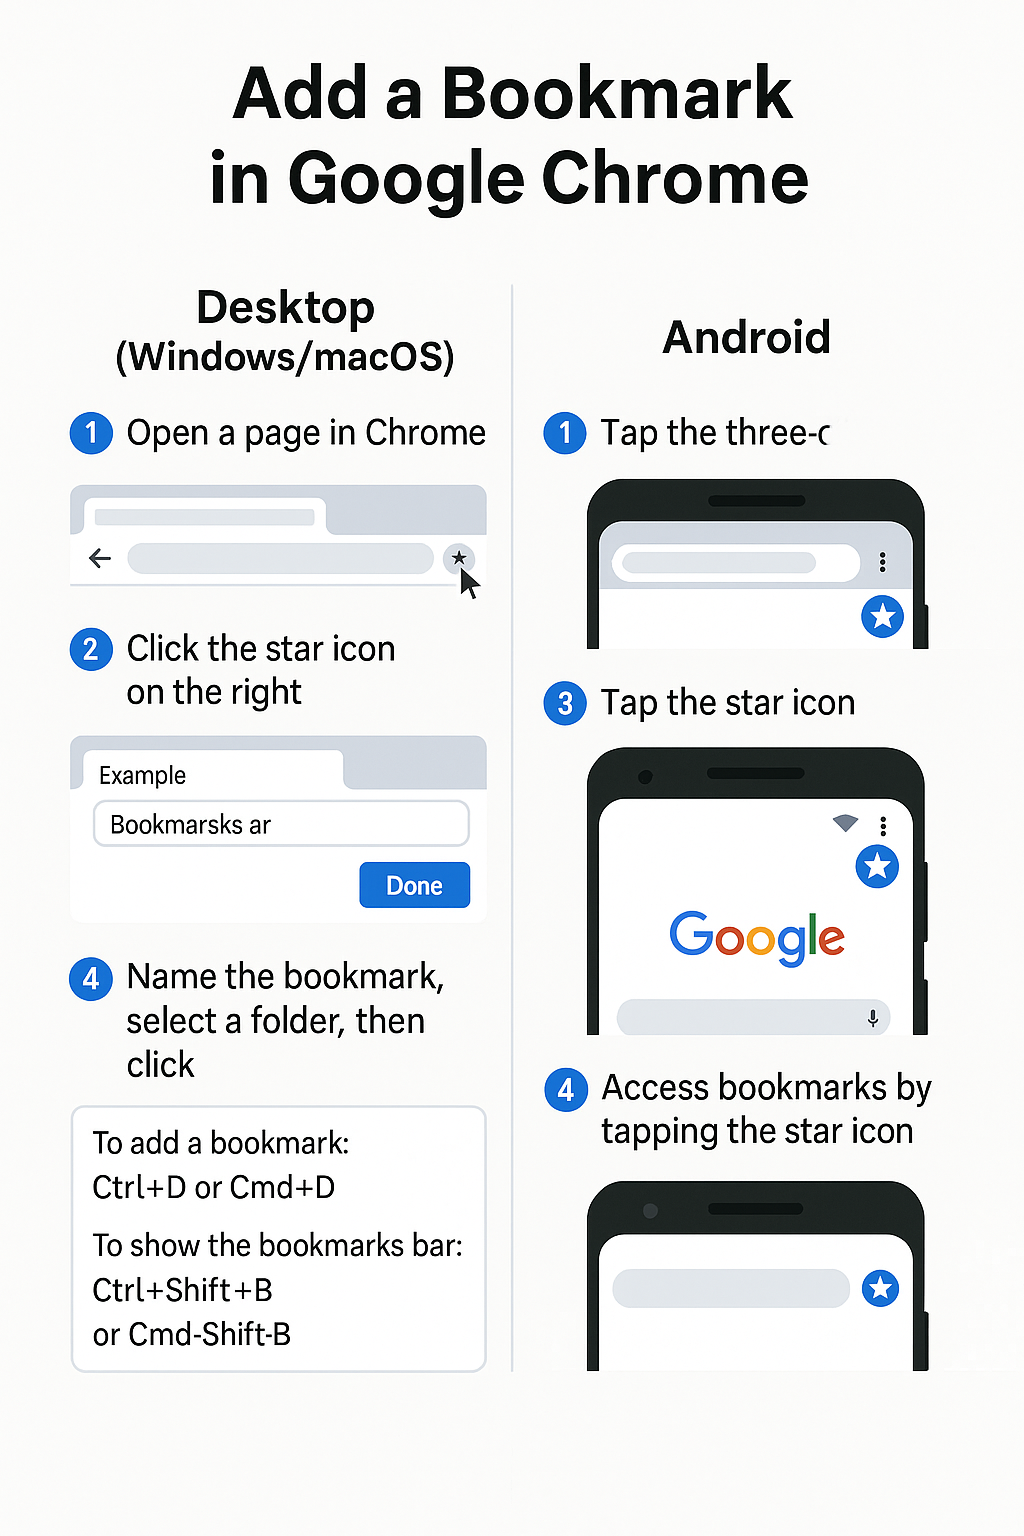 Add a Bookmark
in Google Chrome
Desktop
(Windows/macOS)
1 Open a page in Chrome
2 Click the star icon
on the right
Example
Bookmarsks ar
Done
4 Name the bookmark,
select a folder, then
click
To add a bookmark:
Ctrl+D or Cmd+D
To show the bookmarks bar:
Ctrl+Shift+B
or Cmd-Shift-B
Android
1 Tap the three-
3 Tap the star icon
Google
4 Access bookmarks by
tapping the star icon